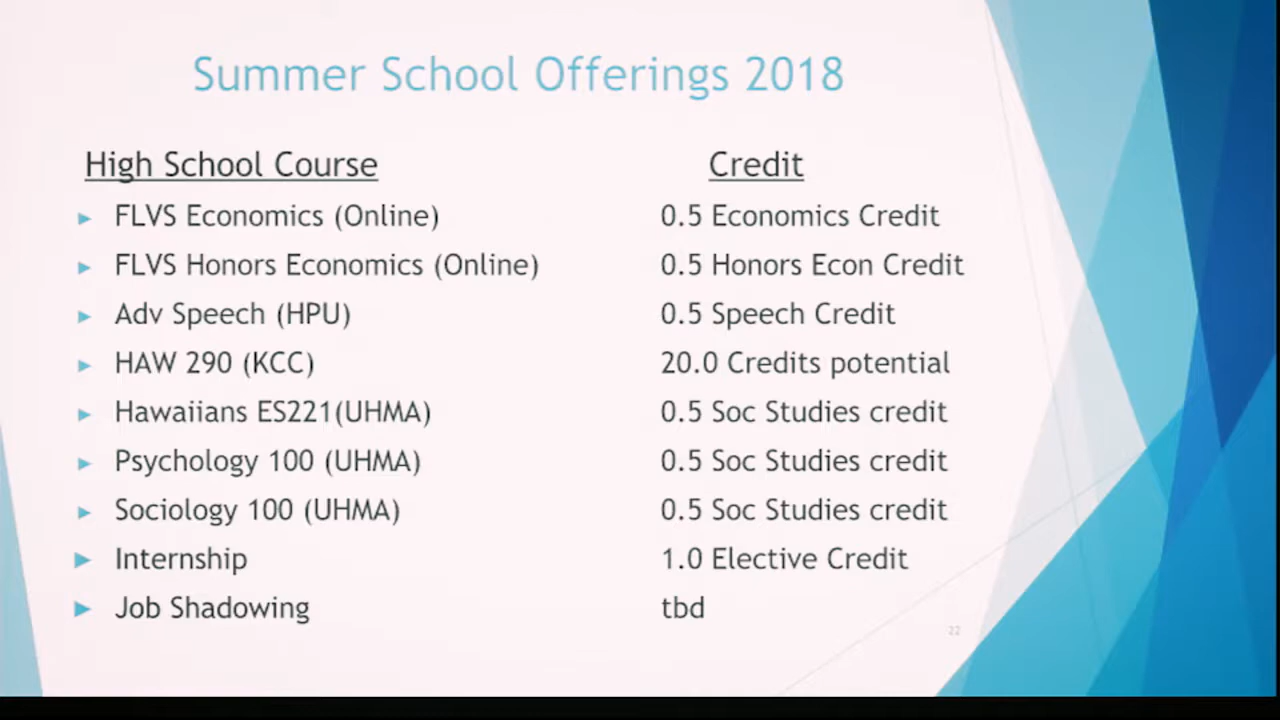 Summer School Offerings 2018
High School Course Credit
FLVS Economics (Online) 0.5 Economics Credit
FLVS Honors Economics (Online) 0.5 Honors Econ Credit
Adv Speech (HPU) 0.5 Speech Credit
HAW 290 (KCC) 20.0 Credits potential
Hawaiians ES221(UHMA) 0.5 Soc Studies credit
Psychology 100 (UHMA) 0.5 Soc Studies credit
Sociology 100 (UHMA) 0.5 Soc Studies credit
Internship 1.0 Elective Credit
Job Shadowing tbd
22